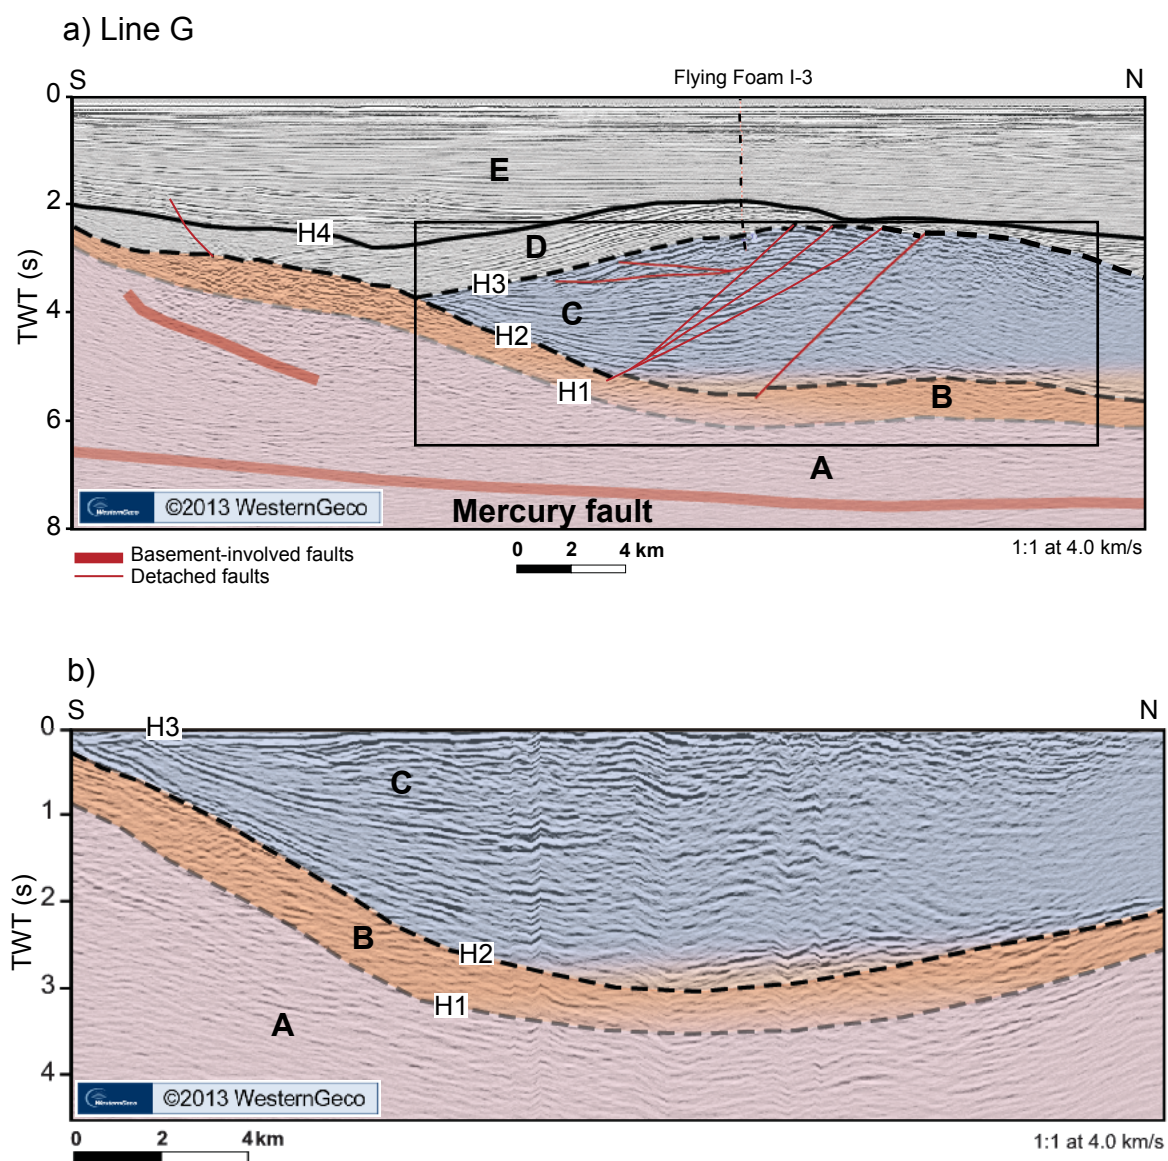 a) Line G
S
Flying Foam I-3
N
0
2
4
6
8
TWT (s)
E
H4
D
H3
C
H2
H1
B
A
Mercury fault
WesternGeco
©2013 WesternGeco
Basement-involved faults
Detached faults
0 2 4 km
1:1 at 4.0 km/s
b)
S
N
0
1
2
3
4
TWT (s)
H3
C
B
H2
H1
A
WesternGeco
©2013 WesternGeco
0 2 4km
1:1 at 4.0 km/s